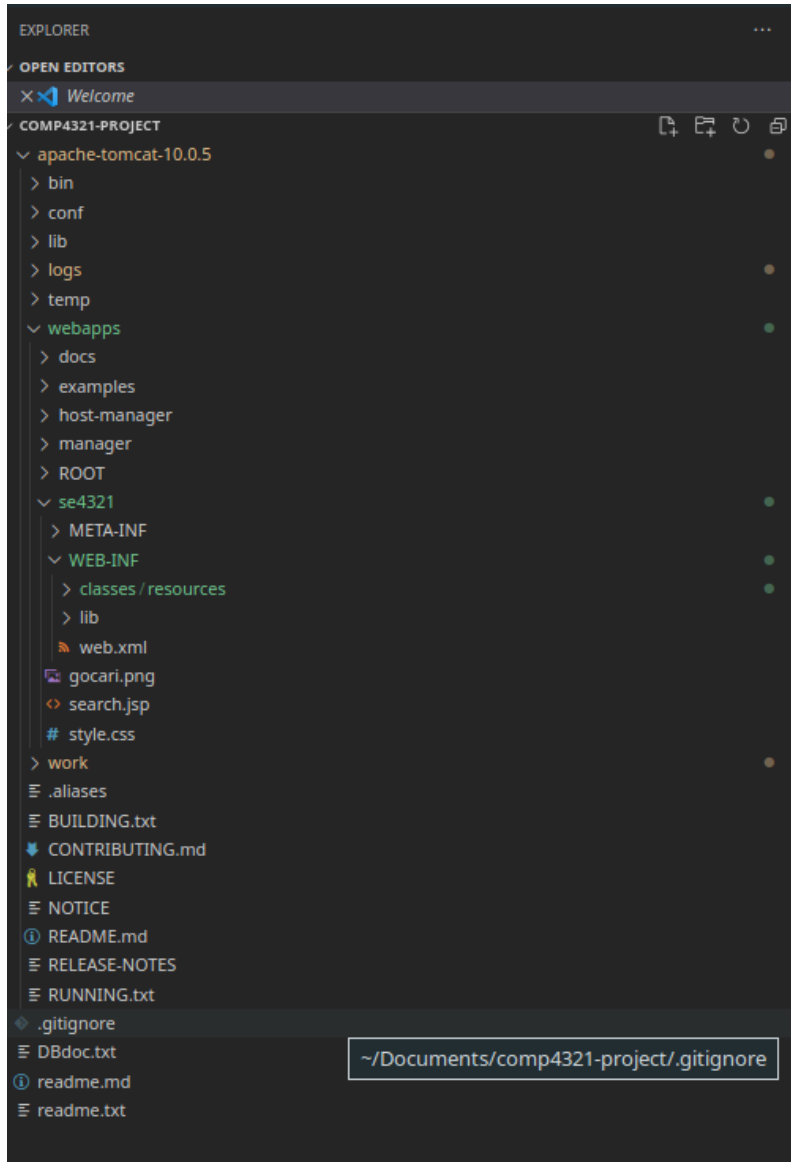 EXPLORER
OPEN EDITORS
Welcome
COMP4321-PROJECT
apache-tomcat-10.0.5
bin
conf
lib
logs
temp
webapps
docs
examples
host-manager
manager
ROOT
se4321
META-INF
WEB-INF
classes/resources
lib
web.xml
gocari.png
search.jsp
# style.css
work
.aliases
BUILDING.txt
CONTRIBUTING.md
LICENSE
NOTICE
README.md
RELEASE-NOTES
RUNNING.txt
.gitignore
DBdoc.txt
~/Documents/comp4321-project/.gitignore
readme.md
readme.txt